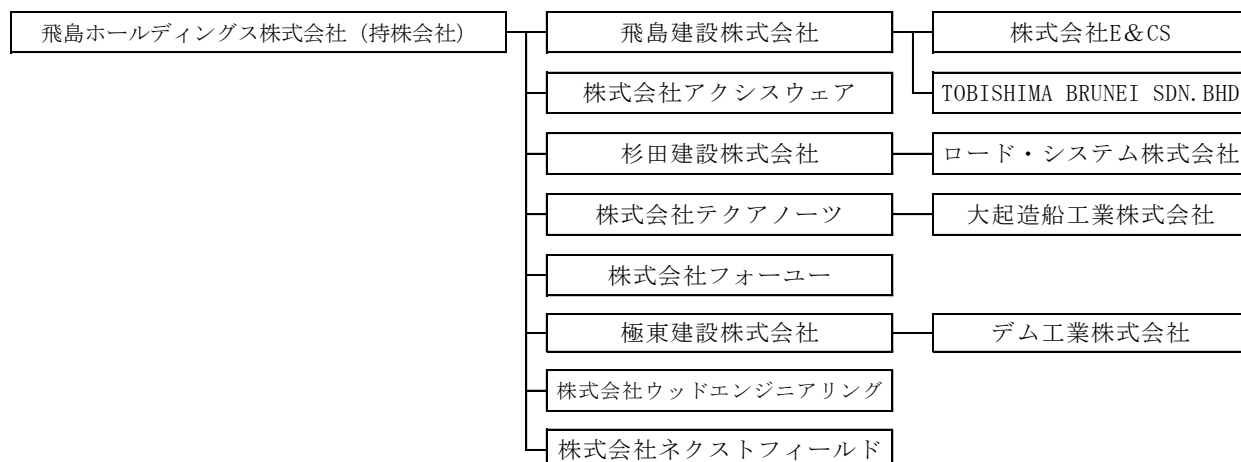 飛島ホールディングス株式会社（持株会社）
飛島建設株式会社
株式会社E＆CS
株式会社アクシスウェア
TOBISHIMA BRUNEI SDN.BHD
杉田建設株式会社
ロード・システム株式会社
株式会社テクアノーツ
大起造船工業株式会社
株式会社フォーユー
極東建設株式会社
デム工業株式会社
株式会社ウッドエンジニアリング
株式会社ネクストフィールド